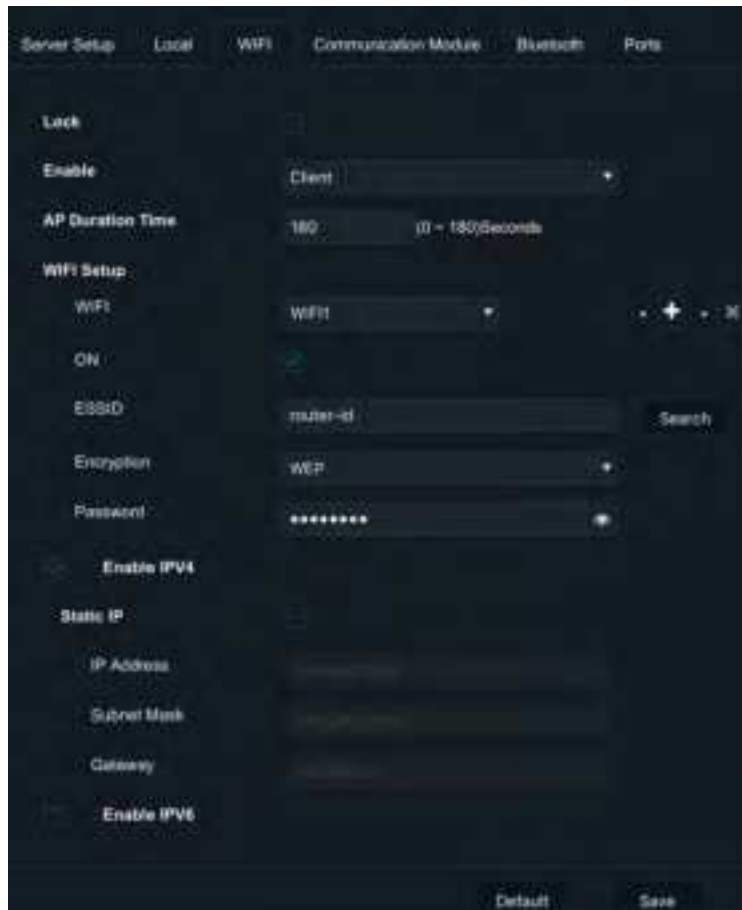 Server Setup Local WIFI Communication Module Bluetooth Ports
Lock
Enable Client
AP Duration Time 180 (0 ~ 180)Seconds
WIFI Setup
WIFI WIFI1
ON
ESSID router-id Search
Encryption WEP
Password ••••••••
Enable IPV4
Static IP
IP Address
Subnet Mask
Gateway
Enable IPV6
Default Save